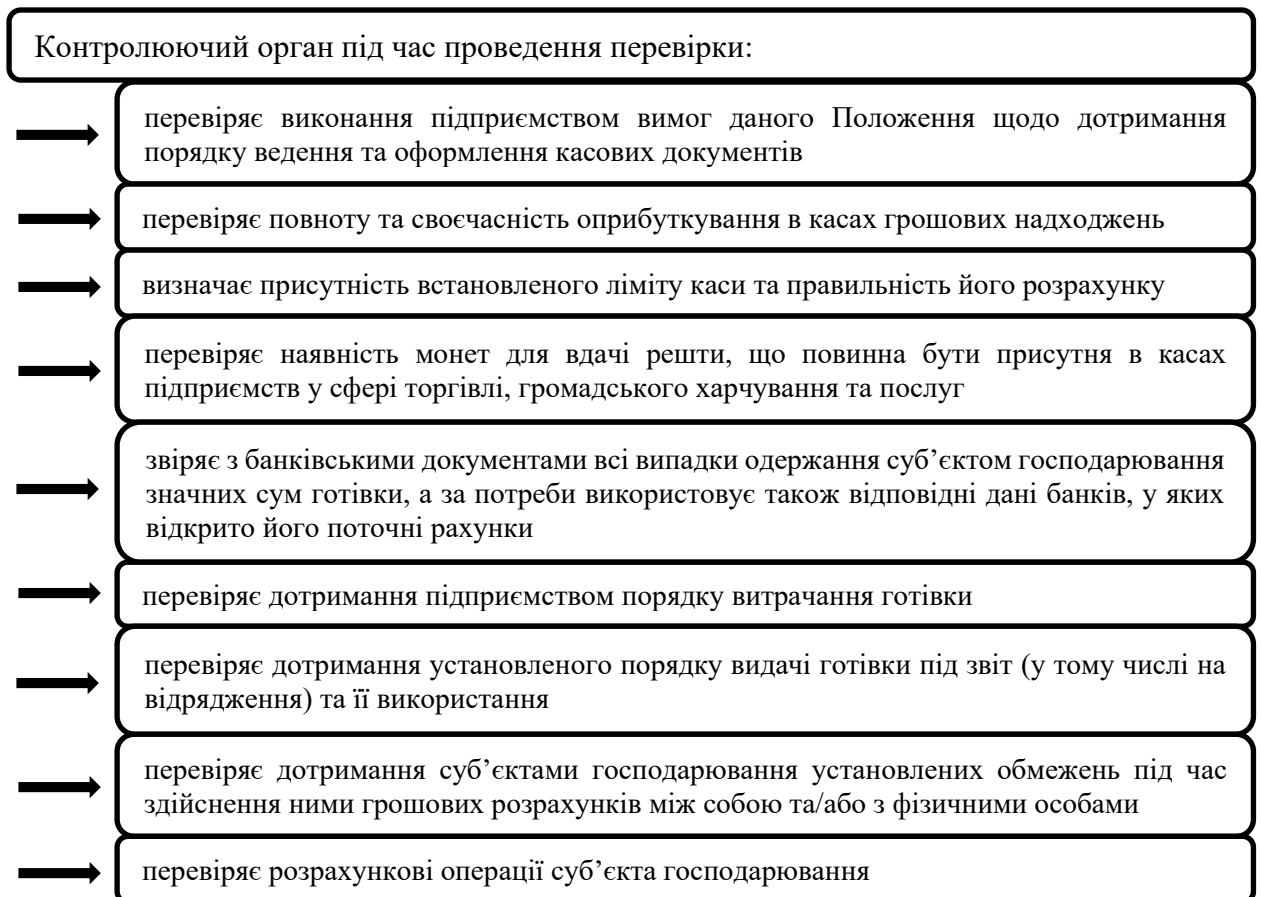 Контролюючий орган під час проведення перевірки:
перевіряє виконання підприємством вимог даного Положення щодо дотримання
порядку ведення та оформлення касових документів
перевіряє повноту та своєчасність оприбуткування в касах грошових надходжень
визначає присутність встановленого ліміту каси та правильність його розрахунку
перевіряє наявність монет для вдачі решти, що повинна бути присутня в касах
підприємств у сфері торгівлі, громадського харчування та послуг
звіряє з банківськими документами всі випадки одержання суб’єктом господарювання
значних сум готівки, а за потреби використовує також відповідні дані банків, у яких
відкрито його поточні рахунки
перевіряє дотримання підприємством порядку витрачання готівки
перевіряє дотримання установленого порядку видачі готівки під звіт (у тому числі на
відрядження) та її використання
перевіряє дотримання суб’єктами господарювання установлених обмежень під час
здійснення ними грошових розрахунків між собою та/або з фізичними особами
перевіряє розрахункові операції суб’єкта господарювання